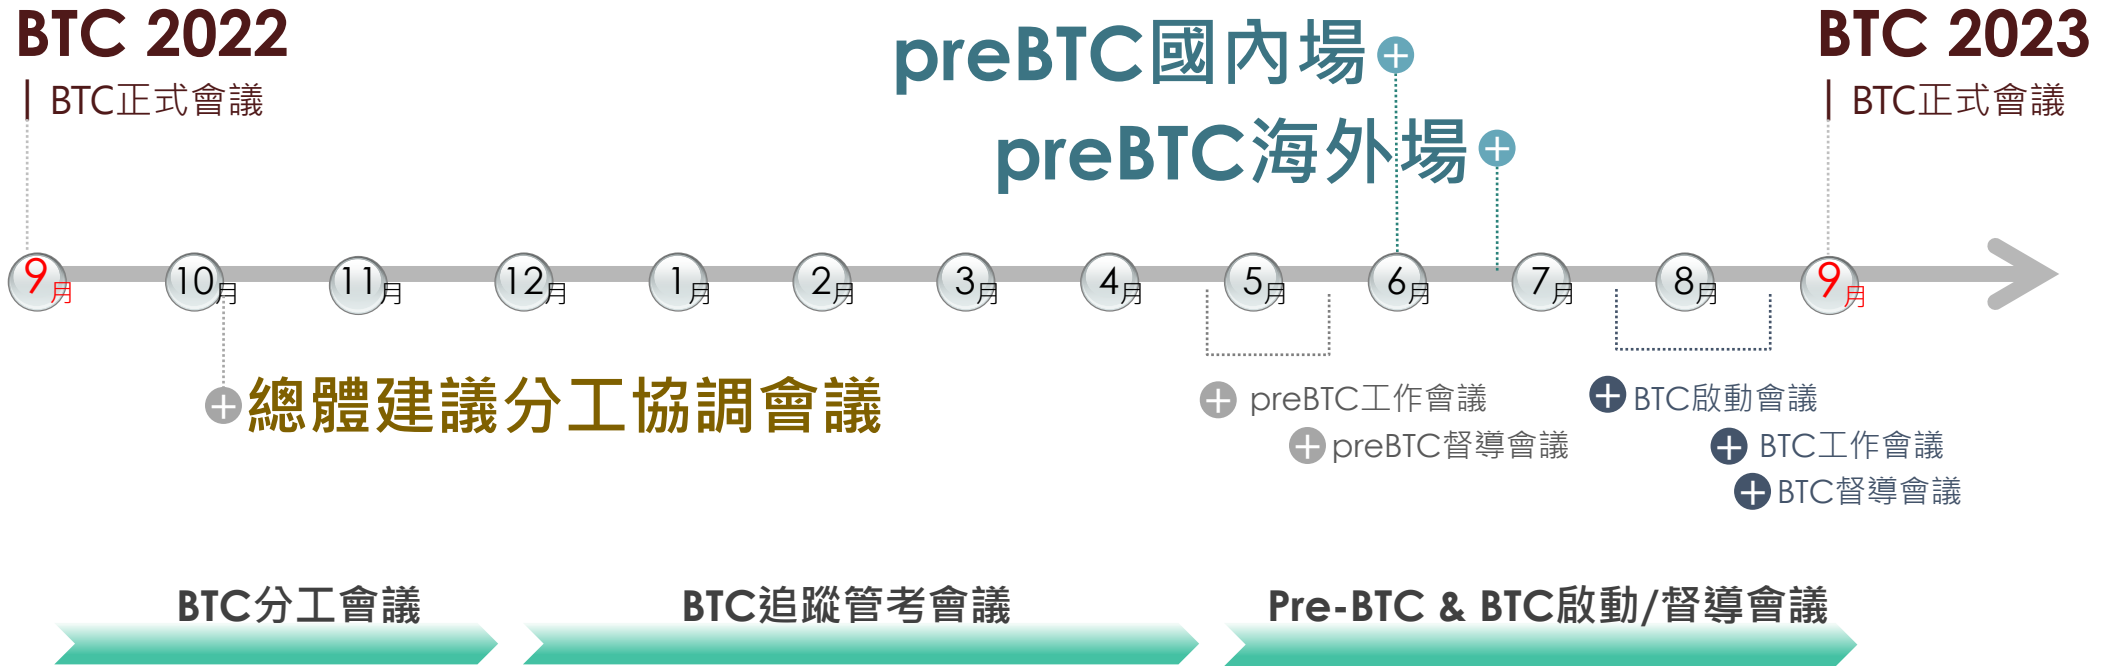 BTC 2022
BTC正式會議
preBTC國內場
preBTC海外場
BTC 2023
BTC正式會議
9月
10月
11月
12月
1月
2月
3月
4月
5月
6月
7月
8月
9月
總體建議分工協調會議
preBTC工作會議
preBTC督導會議
BTC啟動會議
BTC工作會議
BTC督導會議
BTC分工會議
BTC追蹤管考會議
Pre-BTC & BTC啟動/督導會議